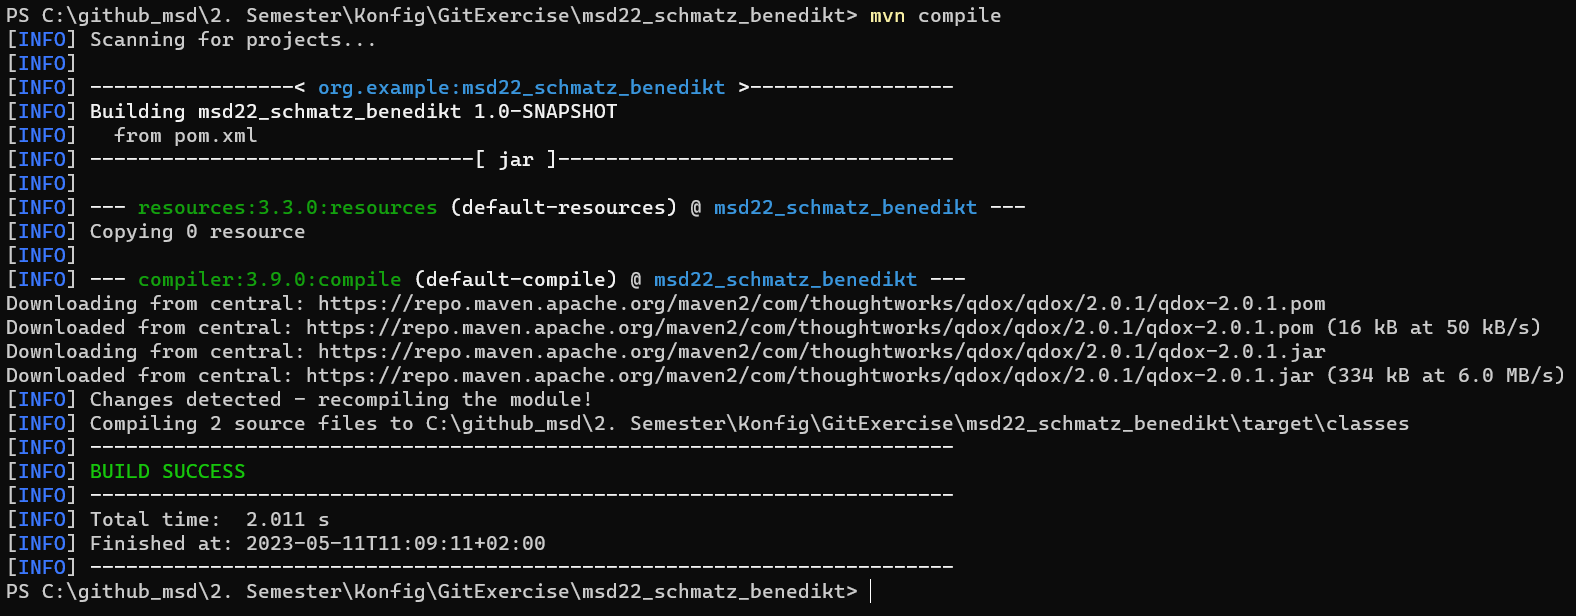 PS C:\github_msd\2. Semester\Konfig\GitExercise\msd22_schmatz_benedikt> mvn compile
[INFO] Scanning for projects...
[INFO]
[INFO] -----------------< org.example:msd22_schmatz_benedikt >-----------------
[INFO] Building msd22_schmatz_benedikt 1.0-SNAPSHOT
[INFO]   from pom.xml
[INFO] --------------------------------[ jar ]---------------------------------
[INFO]
[INFO] --- resources:3.3.0:resources (default-resources) @ msd22_schmatz_benedikt ---
[INFO] Copying 0 resource
[INFO]
[INFO] --- compiler:3.9.0:compile (default-compile) @ msd22_schmatz_benedikt ---
Downloading from central: https://repo.maven.apache.org/maven2/com/thoughtworks/qdox/qdox/2.0.1/qdox-2.0.1.pom
Downloaded from central: https://repo.maven.apache.org/maven2/com/thoughtworks/qdox/qdox/2.0.1/qdox-2.0.1.pom (16 kB at 50 kB/s)
Downloading from central: https://repo.maven.apache.org/maven2/com/thoughtworks/qdox/qdox/2.0.1/qdox-2.0.1.jar
Downloaded from central: https://repo.maven.apache.org/maven2/com/thoughtworks/qdox/qdox/2.0.1/qdox-2.0.1.jar (334 kB at 6.0 MB/s)
[INFO] Changes detected - recompiling the module!
[INFO] Compiling 2 source files to C:\github_msd\2. Semester\Konfig\GitExercise\msd22_schmatz_benedikt\target\classes
[INFO] ------------------------------------------------------------------------
[INFO] BUILD SUCCESS
[INFO] ------------------------------------------------------------------------
[INFO] Total time:  2.011 s
[INFO] Finished at: 2023-05-11T11:09:11+02:00
[INFO] ------------------------------------------------------------------------
PS C:\github_msd\2. Semester\Konfig\GitExercise\msd22_schmatz_benedikt>